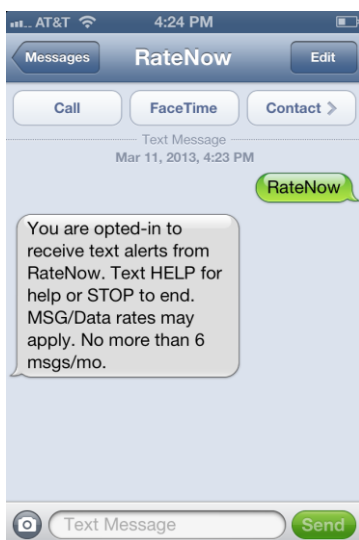 AT&T 4:24 PM
Messages RateNow Edit
Call FaceTime Contact
Text Message
Mar 11, 2013, 4:23 PM
RateNow
You are opted-in to
receive text alerts from
RateNow. Text HELP for
help or STOP to end.
MSG/Data rates may
apply. No more than 6
msgs/mo.
Text Message Send